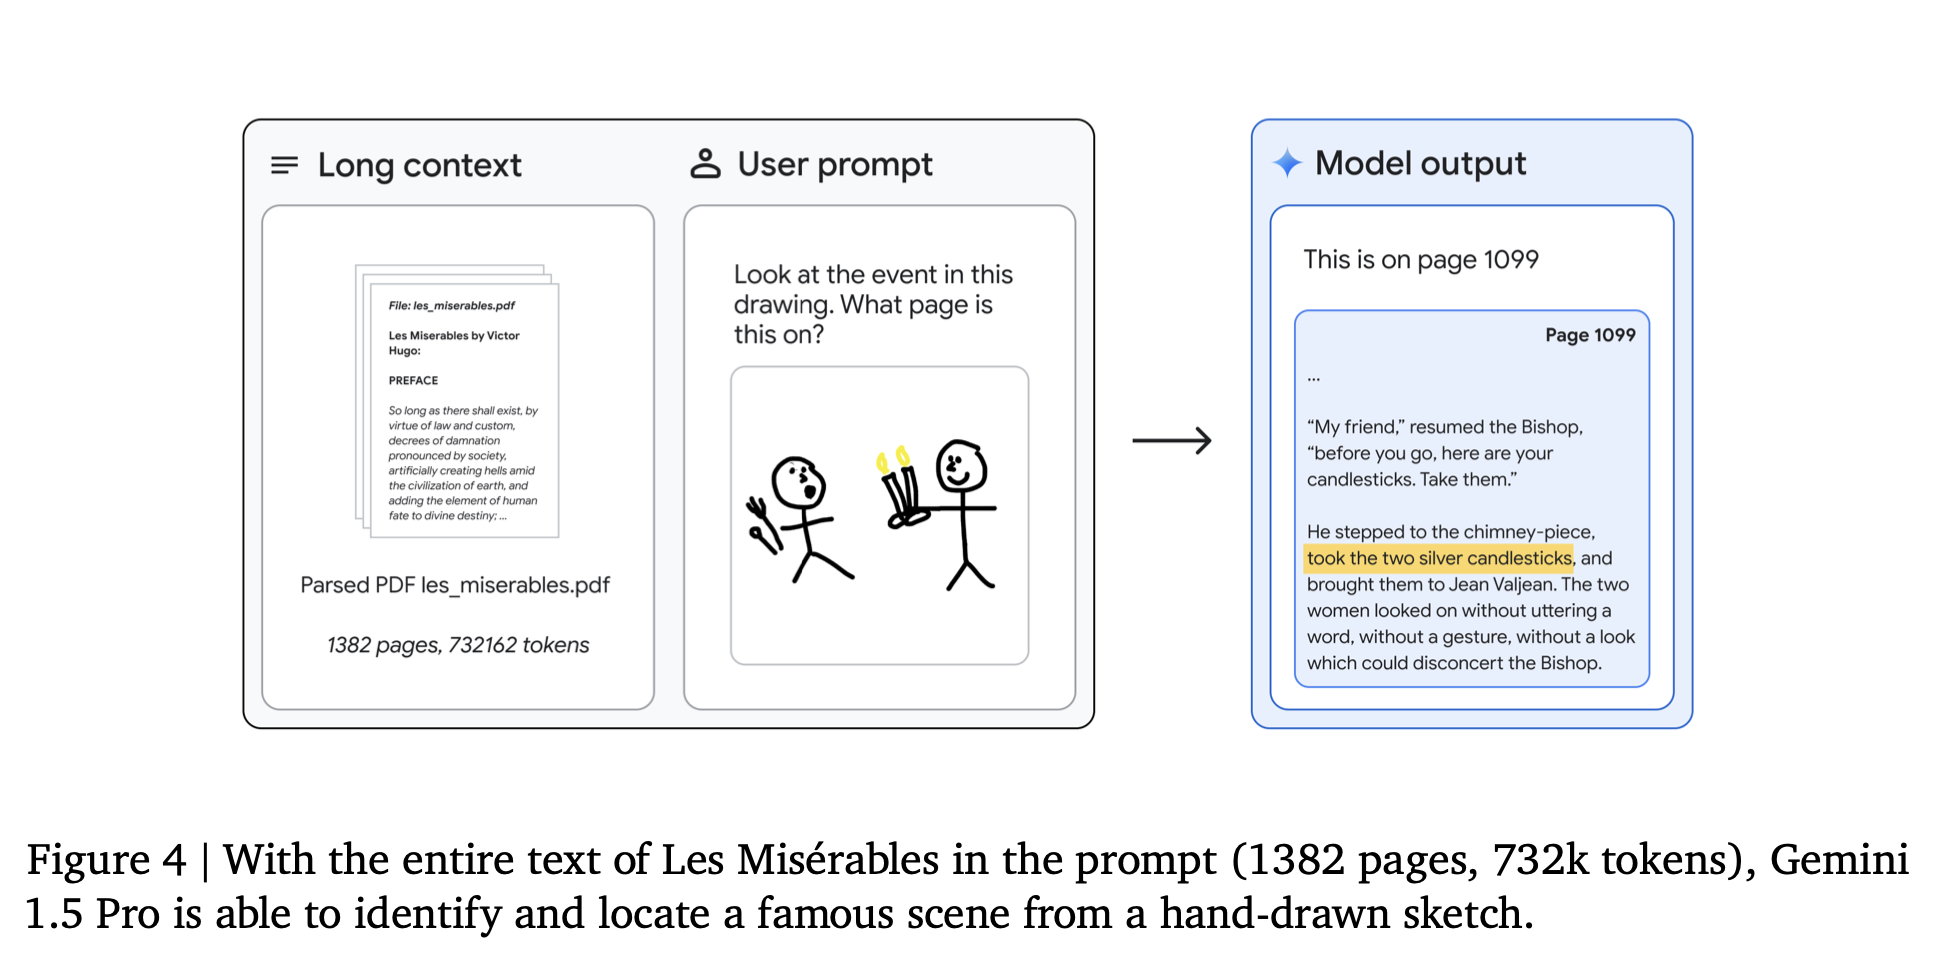 Long context
File: les_miserables.pdf
Les Miserables by Victor
Hugo:
PREFACE
So long as there shall exist, by
virtue of law and custom,
decrees of damnation
pronounced by society,
artificially creating hells amid
the civilization of earth, and
adding the element of human
fate to divine destiny; ...
Parsed PDF les_miserables.pdf
1382 pages, 732162 tokens
User prompt
Look at the event in this
drawing. What page is
this on?
Model output
This is on page 1099
Page 1099
...
“My friend,” resumed the Bishop,
“before you go, here are your
candlesticks. Take them.”
He stepped to the chimney-piece,
took the two silver candlesticks, and
brought them to Jean Valjean. The two
women looked on without uttering a
word, without a gesture, without a look
which could disconcert the Bishop.
Figure 4 | With the entire text of Les Misérables in the prompt (1382 pages, 732k tokens), Gemini
1.5 Pro is able to identify and locate a famous scene from a hand-drawn sketch.